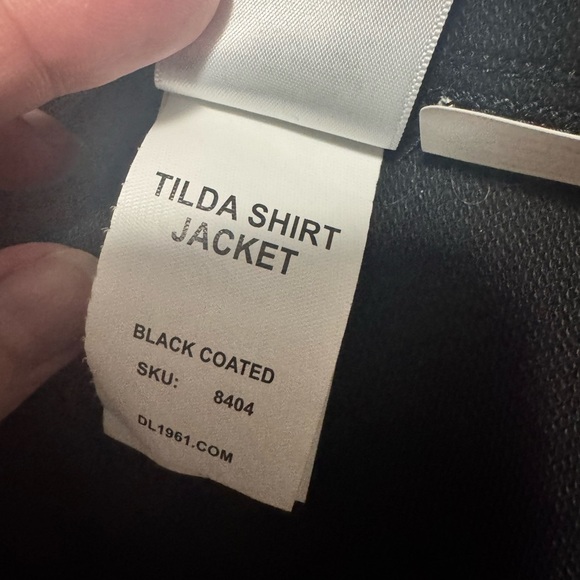 TILDA SHIRT
JACKET
BLACK COATED
SKU: 8404
DL1961.COM